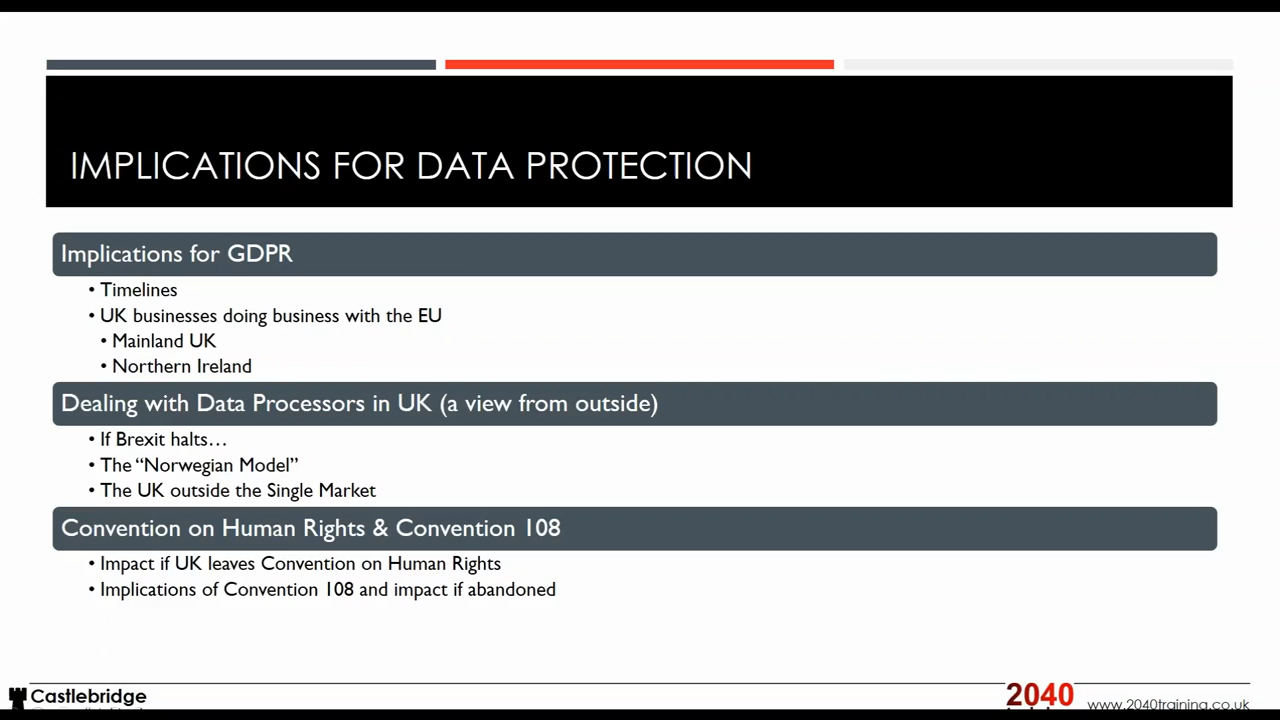 IMPLICATIONS FOR DATA PROTECTION
Implications for GDPR
• Timelines
• UK businesses doing business with the EU
• Mainland UK
• Northern Ireland
Dealing with Data Processors in UK (a view from outside)
• If Brexit halts…
• The “Norwegian Model”
• The UK outside the Single Market
Convention on Human Rights & Convention 108
• Impact if UK leaves Convention on Human Rights
• Implications of Convention 108 and impact if abandoned
Castlebridge
2040
www.2040training.co.uk